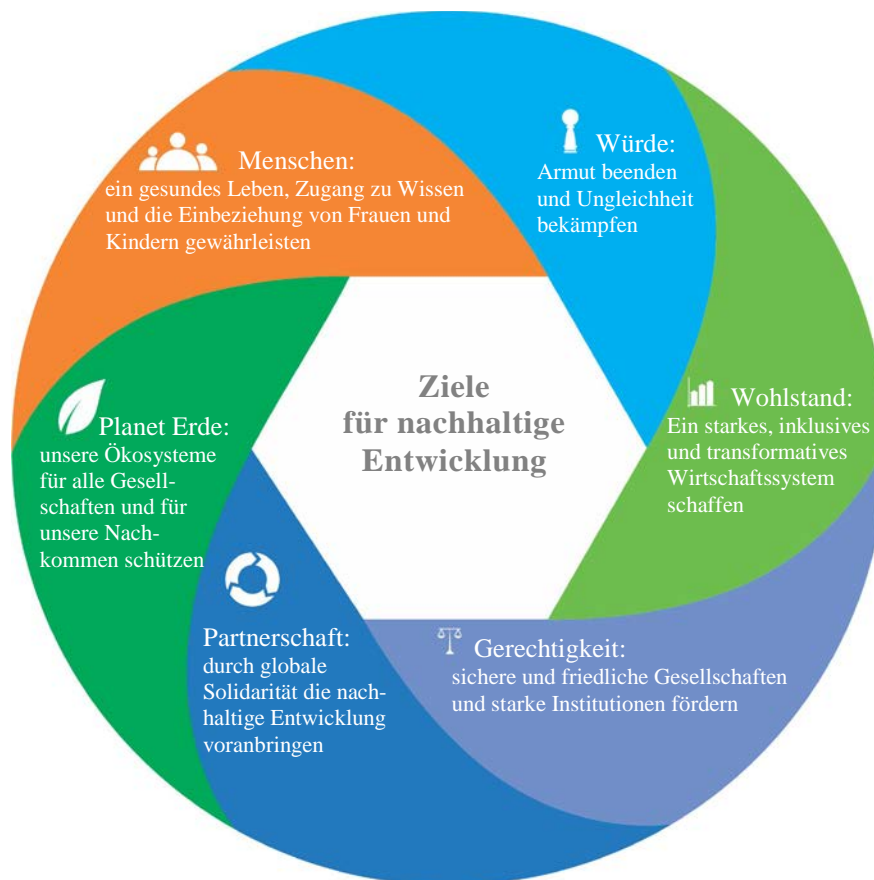 Würde:
Armut beenden
und Ungleichheit
bekämpfen
Menschen:
ein gesundes Leben, Zugang zu Wissen
und die Einbeziehung von Frauen und
Kindern gewährleisten
Ziele
für nachhaltige
Entwicklung
Wohlstand:
Ein starkes, inklusives
und transformatives
Wirtschaftssystem
schaffen
Planet Erde:
unsere Ökosysteme
für alle Gesell-
schaften und für
unsere Nach-
kommen schützen
Partnerschaft:
durch globale
Solidarität die nach-
haltige Entwicklung
voranbringen
Gerechtigkeit:
sichere und friedliche Gesellschaften
und starke Institutionen fördern